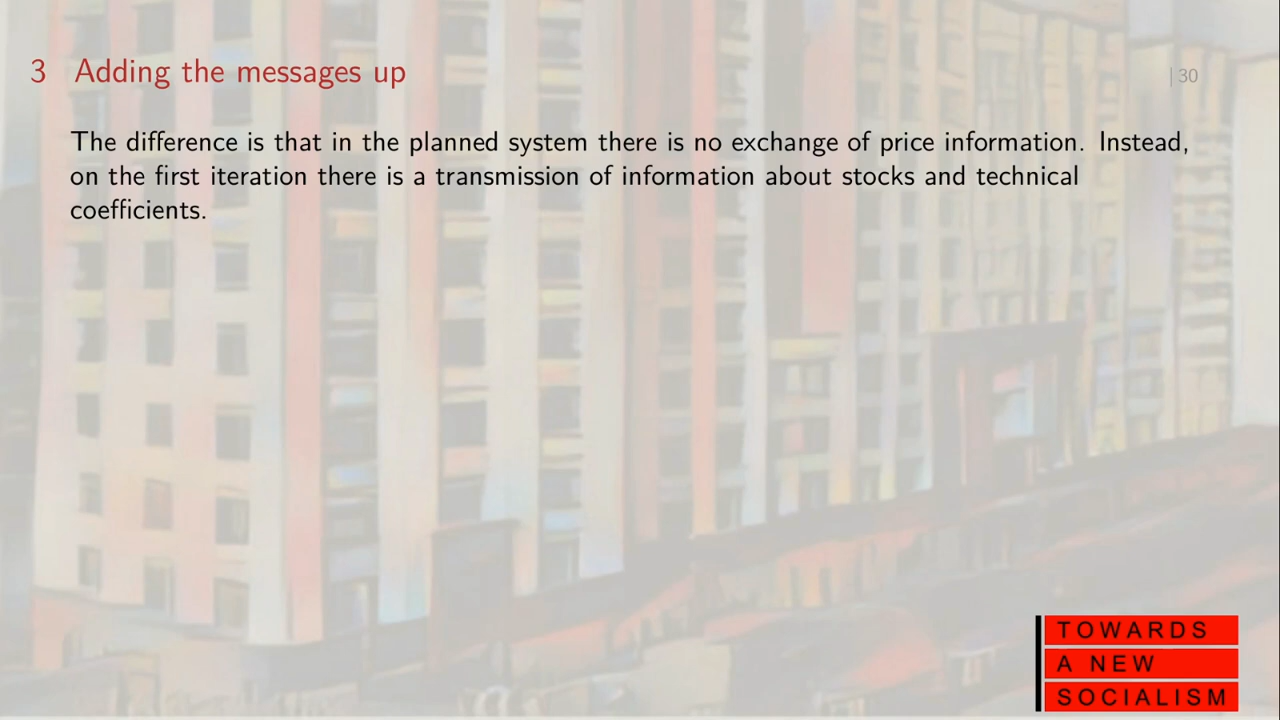 3 Adding the messages up
| 30
The difference is that in the planned system there is no exchange of price information. Instead,
on the first iteration there is a transmission of information about stocks and technical
coefficients.
TOWARDS
A NEW
SOCIALISM